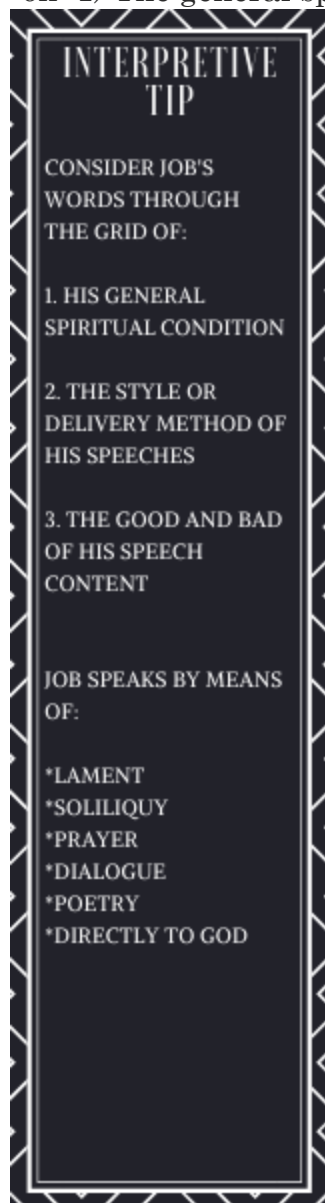 INTERPRETIVE
TIP
CONSIDER JOB'S
WORDS THROUGH
THE GRID OF:
1. HIS GENERAL
SPIRITUAL CONDITION
2. THE STYLE OR
DELIVERY METHOD OF
HIS SPEECHES
3. THE GOOD AND BAD
OF HIS SPEECH
CONTENT
JOB SPEAKS BY MEANS
OF:
*LAMENT
*SOLILIQUY
*PRAYER
*DIALOGUE
*POETRY
*DIRECTLY TO GOD